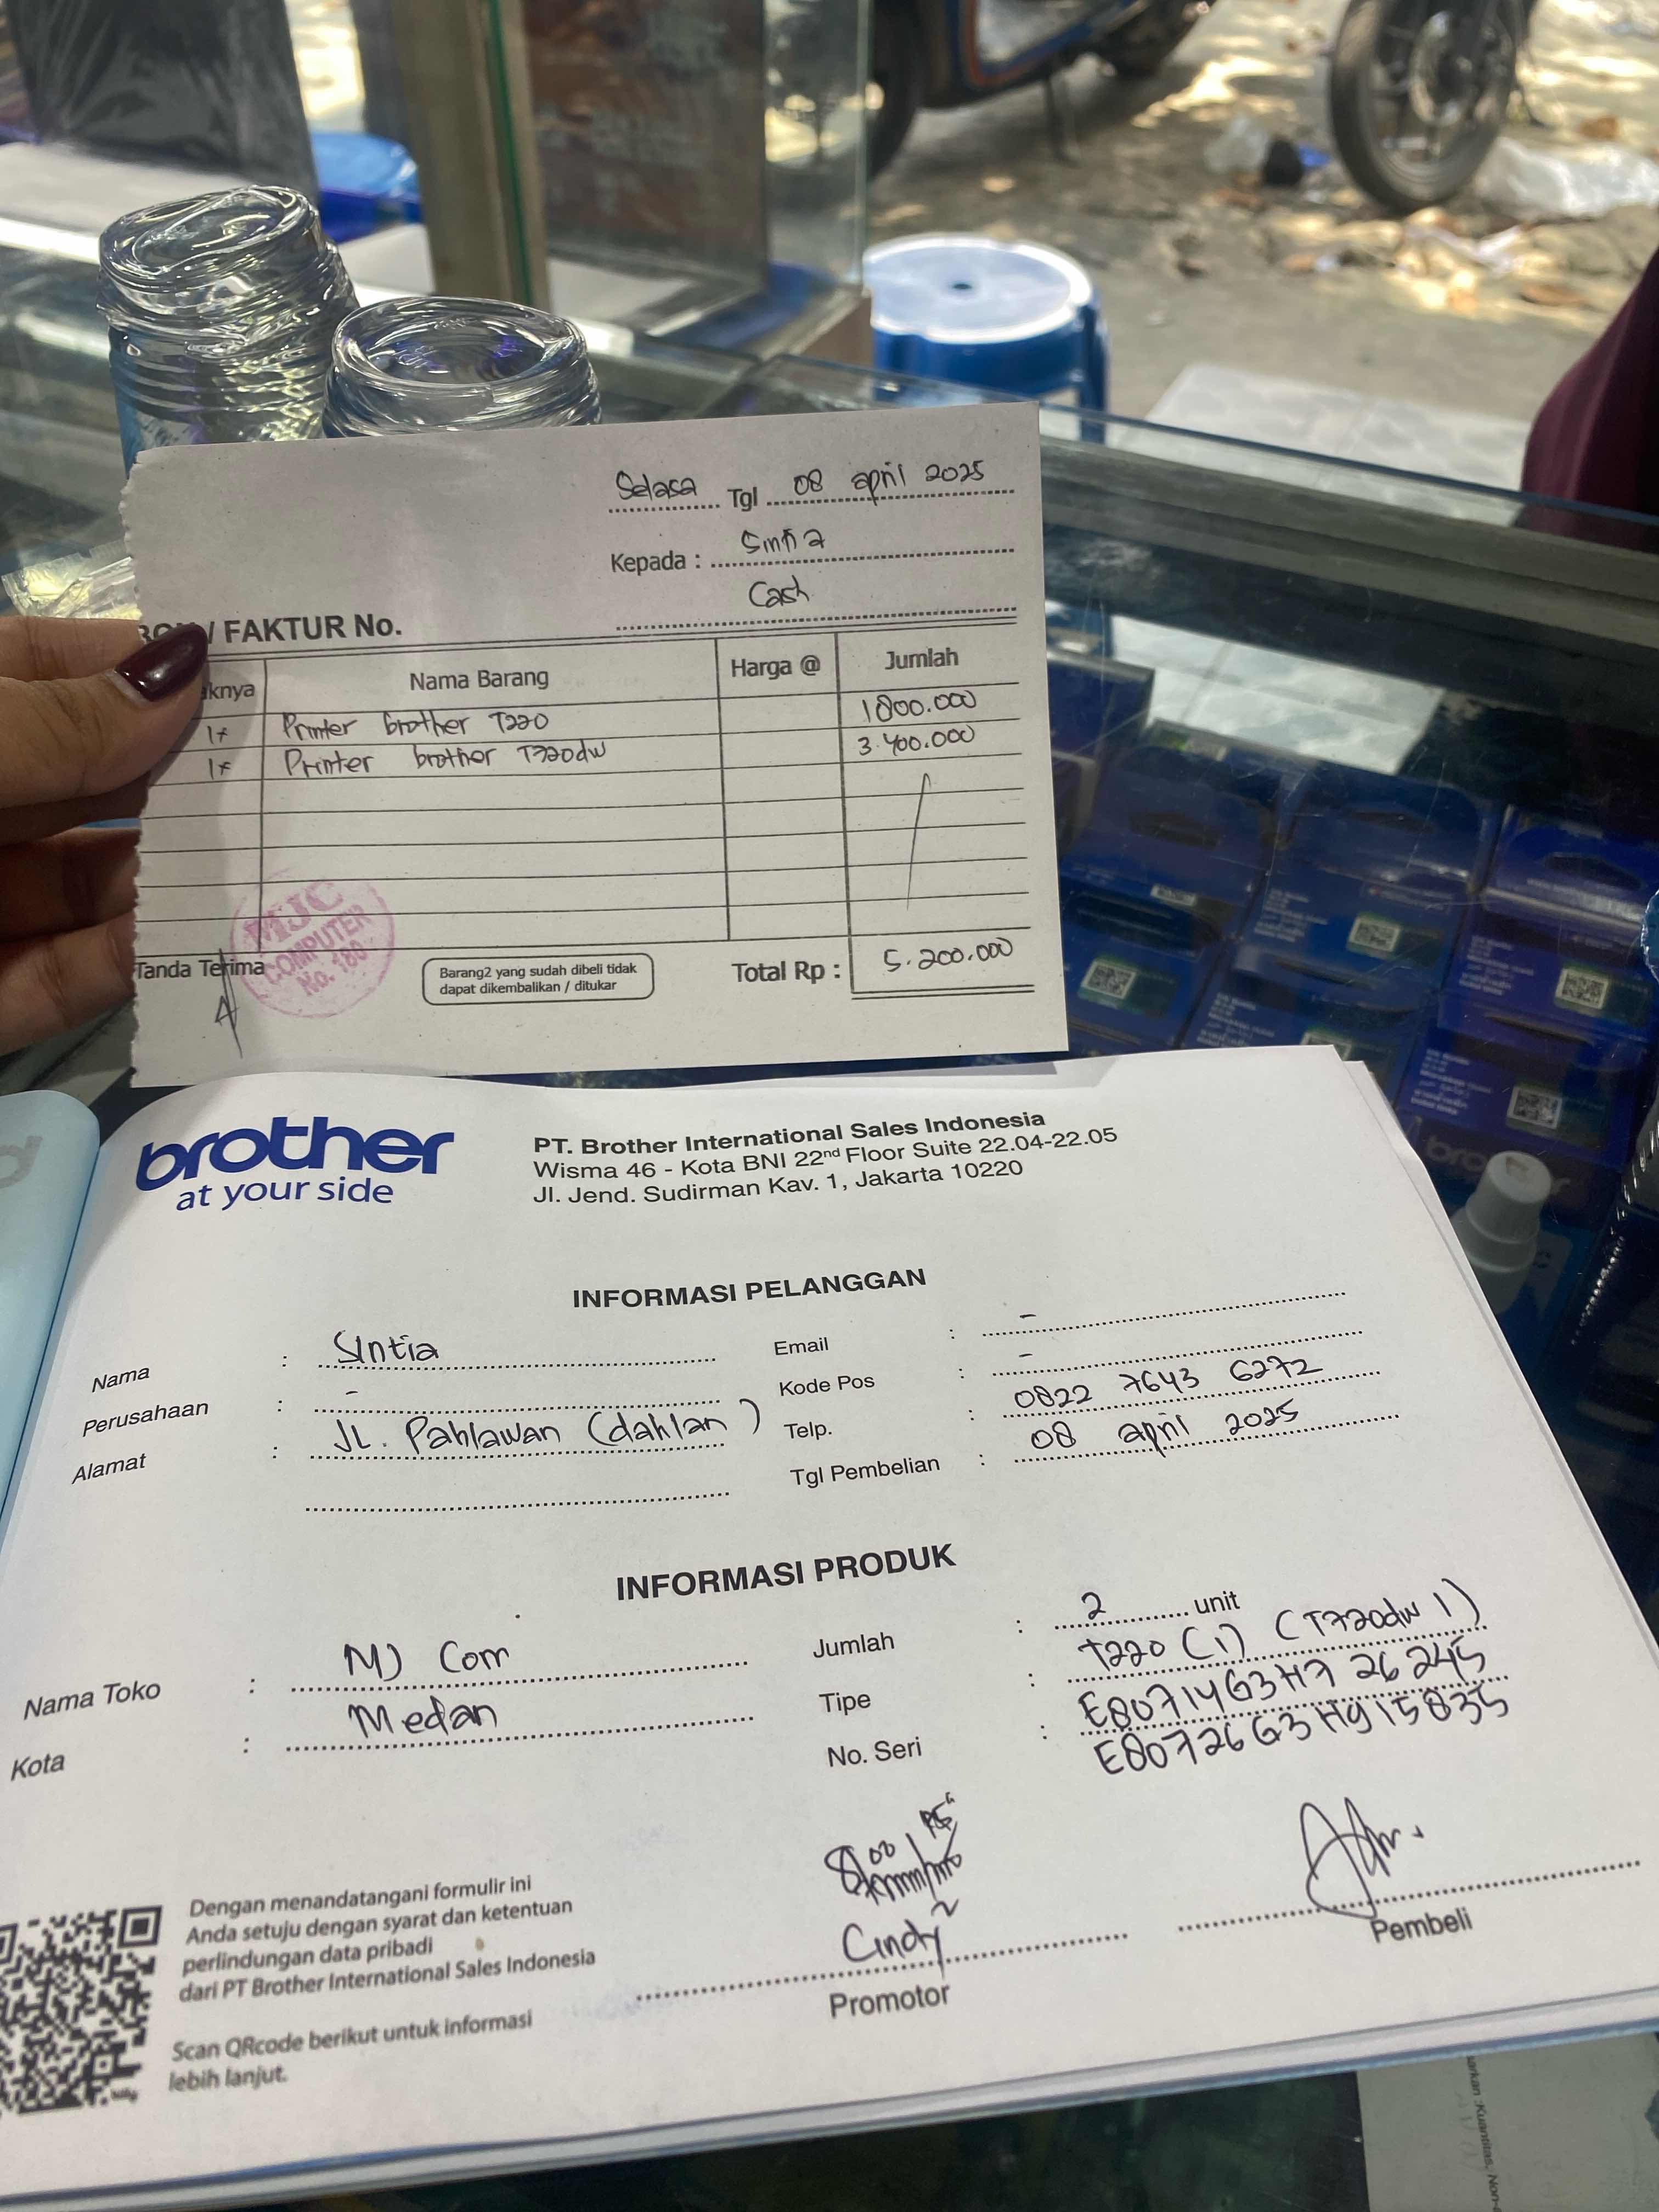 Selasa Tgl 08 april 2025
Kepada : Sintia
Cash
/ FAKTUR No.
aknya Nama Barang Harga @ Jumlah
1x Printer brother T220 1800.000
1x Printer brother T720dw 3.400.000
Tanda Terima
MJC
COMPUTER
No. 180
Barang2 yang sudah dibeli tidak
dapat dikembalikan / ditukar
Total Rp : 5.200.000
brother
at your side
PT. Brother International Sales Indonesia
Wisma 46 - Kota BNI 22nd Floor Suite 22.04-22.05
Jl. Jend. Sudirman Kav. 1, Jakarta 10220
INFORMASI PELANGGAN
Nama : Sintia
Perusahaan : -
Alamat : JL. Pahlawan (dahlan)
Email : -
Kode Pos : -
Telp. : 0822 7643 6272
Tgl Pembelian : 08 april 2025
INFORMASI PRODUK
Nama Toko : MJ Com
Kota : Medan
Jumlah : 2 unit
Tipe : T220 (1) (T720dw 1)
No. Seri : E80714G3H726245
E80726G3H915835
Dengan menandatangani formulir ini
Anda setuju dengan syarat dan ketentuan
perlindungan data pribadi
dari PT Brother International Sales Indonesia
Scan QRcode berikut untuk informasi
lebih lanjut.
Cindy
Promotor
Pembeli